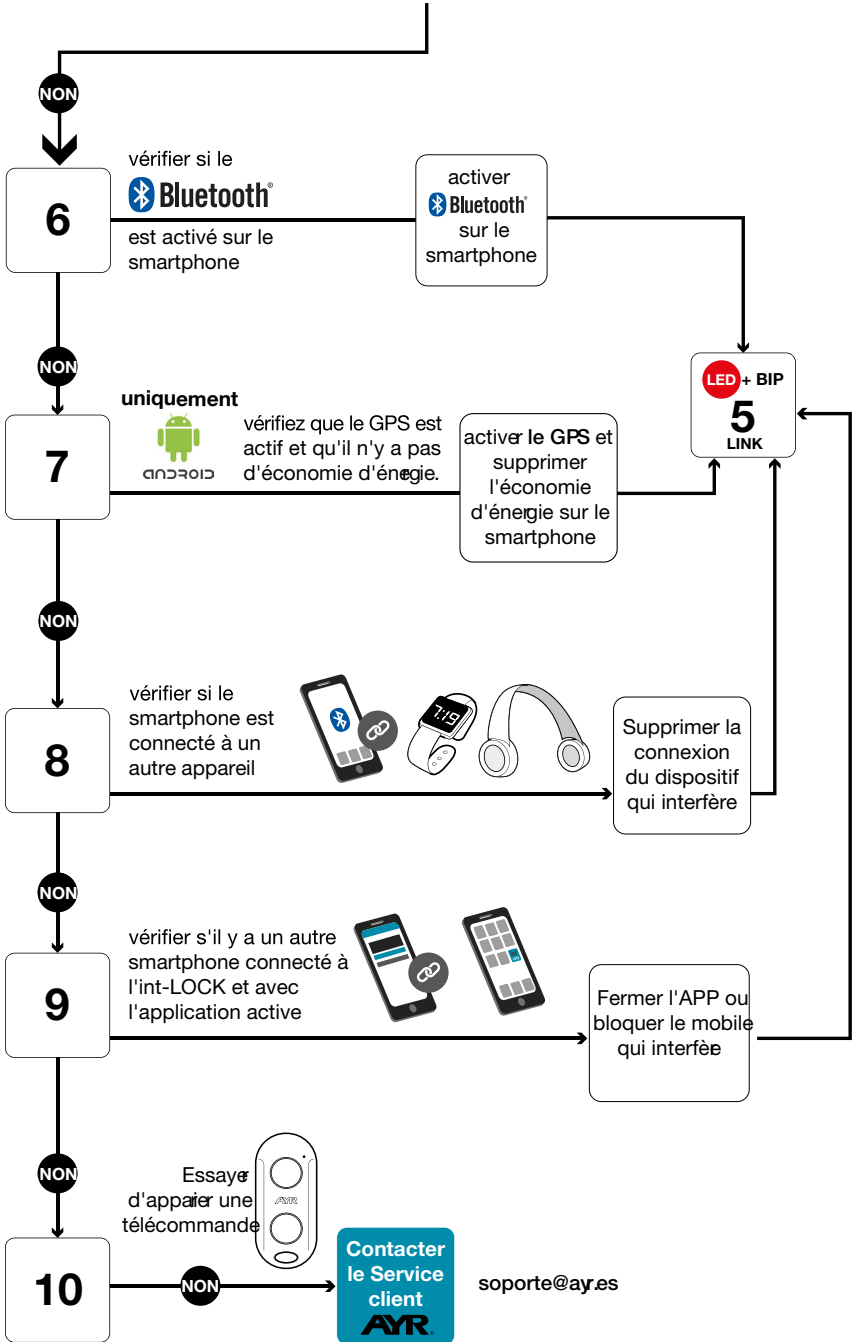 NON
6
vérifier si le
Bluetooth®
est activé sur le
smartphone
activer
Bluetooth®
sur le
smartphone
NON
LED + BIP
5
LINK
7
uniquement
ANDROID
vérifiez que le GPS est
actif et qu'il n'y a pas
d'économie d'énergie.
activer le GPS et
supprimer
l'économie
d'énergie sur le
smartphone
NON
8
vérifier si le
smartphone est
connecté à un
autre appareil
7:19
Supprimer la
connexion
du dispositif
qui interfère
NON
9
vérifier s'il y a un autre
smartphone connecté à
l'int-LOCK et avec
l'application active
Fermer l'APP ou
bloquer le mobile
qui interfère
NON
Essayer
d'apparier une
télécommande
AYR
10
NON
Contacter
le Service
client
AYR®
soporte@ayr.es